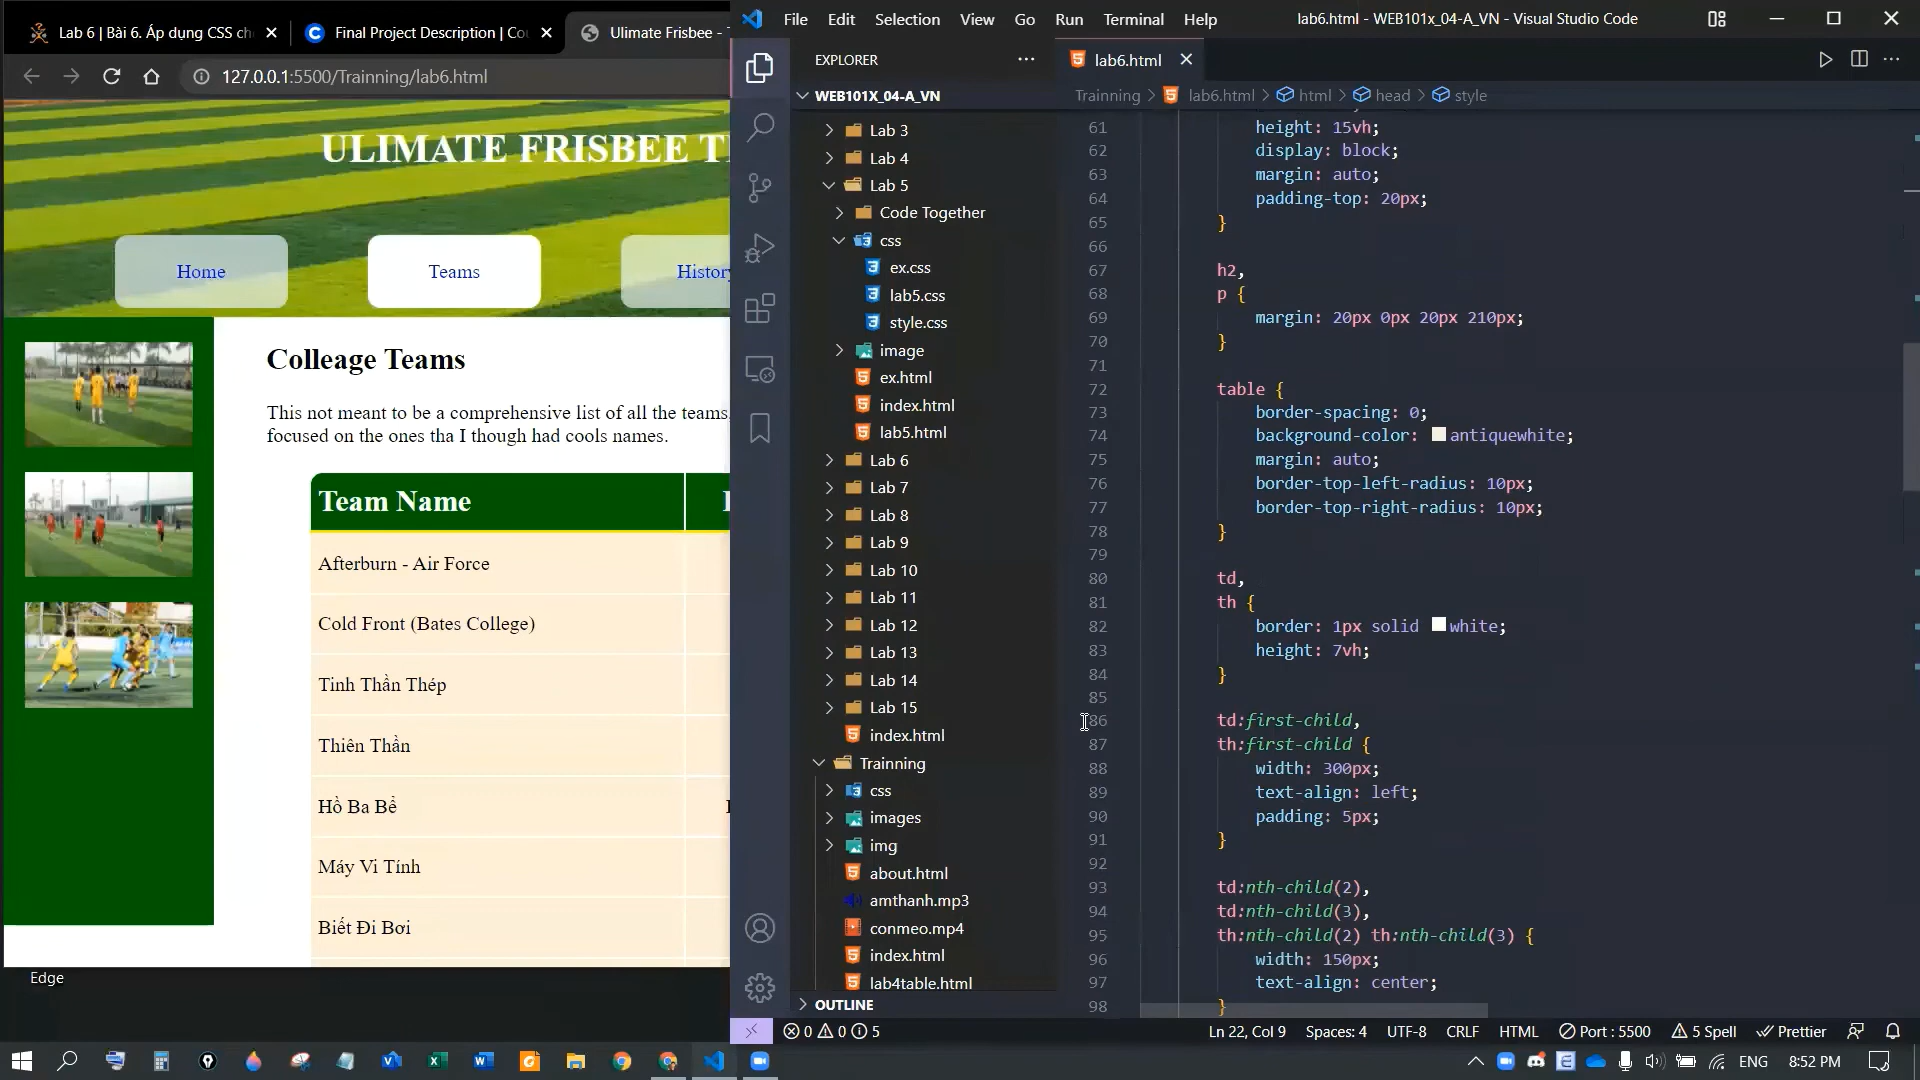 Lab 6 | Bài 6. Áp dụng CSS ch
Final Project Description | Cou
Ulimate Frisbee -
127.0.0.1:5500/Trainning/lab6.html
ULIMATE FRISBEE T
Home
Teams
History
Colleage Teams
This not meant to be a comprehensive list of all the teams,
focused on the ones tha I though had cools names.
Team Name
Afterburn - Air Force
Cold Front (Bates College)
Tinh Thần Thép
Thiên Thần
Hồ Ba Bể
Máy Vi Tính
Biết Đi Bơi
Edge
File Edit Selection View Go Run Terminal Help
lab6.html - WEB101x_04-A_VN - Visual Studio Code
EXPLORER
WEB101X_04-A_VN
Lab 3
Lab 4
Lab 5
Code Together
css
ex.css
lab5.css
style.css
image
ex.html
index.html
lab5.html
Lab 6
Lab 7
Lab 8
Lab 9
Lab 10
Lab 11
Lab 12
Lab 13
Lab 14
Lab 15
index.html
Trainning
css
images
img
about.html
amthanh.mp3
conmeo.mp4
index.html
lab4table.html
OUTLINE
lab6.html
Trainning > lab6.html > html > head > style
61 height: 15vh;
62 display: block;
63 margin: auto;
64 padding-top: 20px;
65 }
66
67 h2,
68 p {
69 margin: 20px 0px 20px 210px;
70 }
71
72 table {
73 border-spacing: 0;
74 background-color: antiquewhite;
75 margin: auto;
76 border-top-left-radius: 10px;
77 border-top-right-radius: 10px;
78 }
79
80 td,
81 th {
82 border: 1px solid white;
83 height: 7vh;
84 }
85
86 td:first-child,
87 th:first-child {
88 width: 300px;
89 text-align: left;
90 padding: 5px;
91 }
92
93 td:nth-child(2),
94 td:nth-child(3),
95 th:nth-child(2) th:nth-child(3) {
96 width: 150px;
97 text-align: center;
98 }
0 0 5
Ln 22, Col 9 Spaces: 4 UTF-8 CRLF HTML Port : 5500 5 Spell Prettier
ENG 8:52 PM